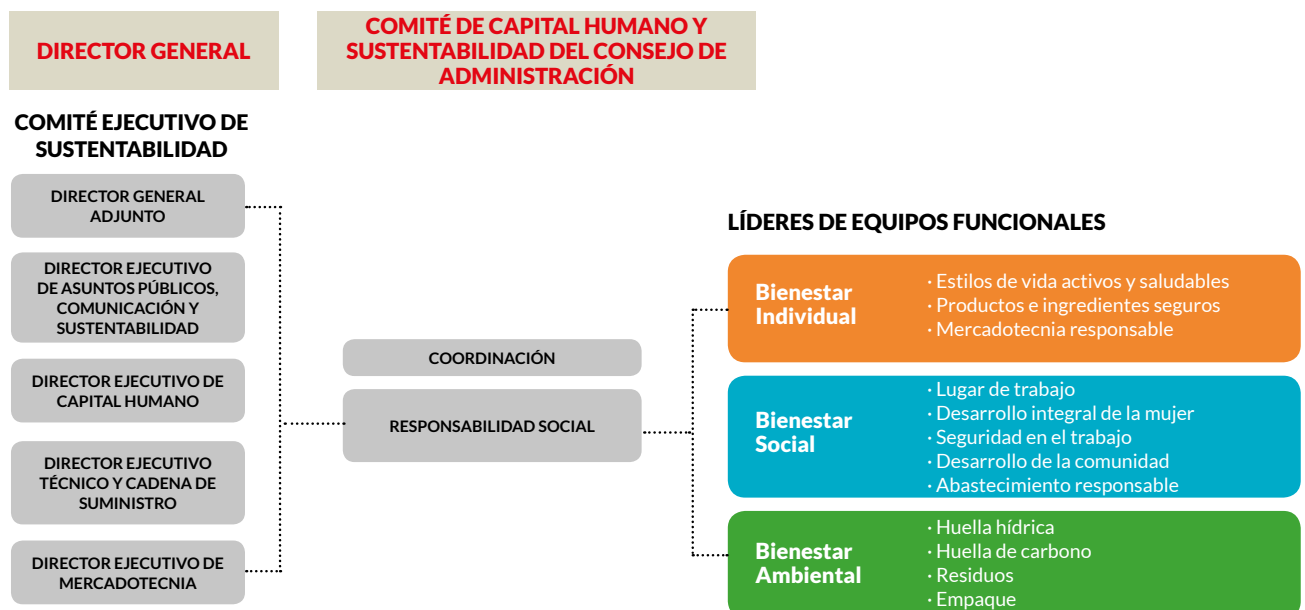 DIRECTOR GENERAL
COMITÉ DE CAPITAL HUMANO Y
SUSTENTABILIDAD DEL CONSEJO DE
ADMINISTRACIÓN
COMITÉ EJECUTIVO DE
SUSTENTABILIDAD
DIRECTOR GENERAL
ADJUNTO
DIRECTOR EJECUTIVO
DE ASUNTOS PÚBLICOS,
COMUNICACIÓN Y
SUSTENTABILIDAD
DIRECTOR EJECUTIVO DE
CAPITAL HUMANO
DIRECTOR EJECUTIVO
TÉCNICO Y CADENA DE
SUMINISTRO
DIRECTOR EJECUTIVO DE
MERCADOTECNIA
COORDINACIÓN
RESPONSABILIDAD SOCIAL
LÍDERES DE EQUIPOS FUNCIONALES
Bienestar
Individual
· Estilos de vida activos y saludables
· Productos e ingredientes seguros
· Mercadotecnia responsable
Bienestar
Social
· Lugar de trabajo
· Desarrollo integral de la mujer
· Seguridad en el trabajo
· Desarrollo de la comunidad
· Abastecimiento responsable
Bienestar
Ambiental
· Huella hídrica
· Huella de carbono
· Residuos
· Empaque